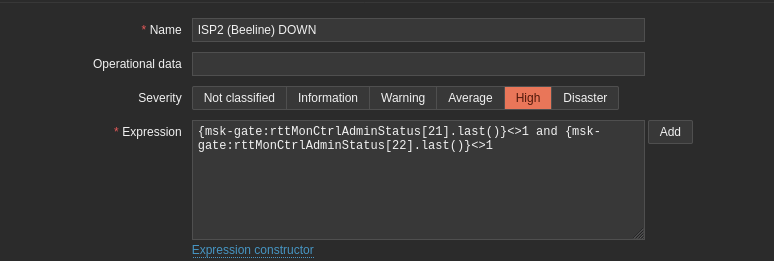 * Name ISP2 (Beeline) DOWN
Operational data
Severity Not classified Information Warning Average High Disaster
* Expression {msk-gate:rttMonCtrlAdminStatus[21].last()}<>1 and {msk- Add
gate:rttMonCtrlAdminStatus[22].last()}<>1
Expression constructor